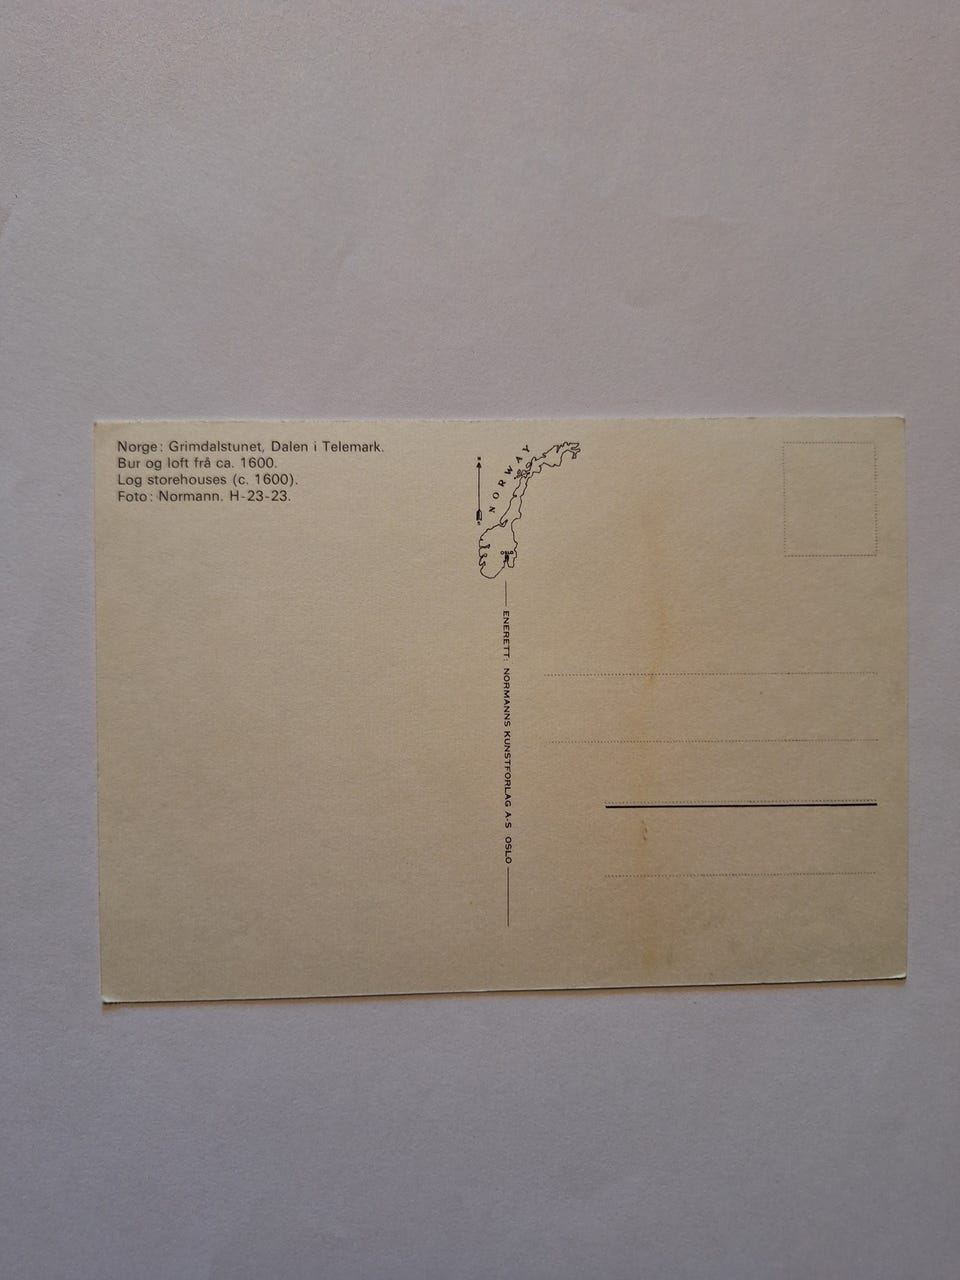 Norge: Grimdalstunet, Dalen i Telemark.
Bur og loft frå ca. 1600.
Log storehouses (c. 1600).
Foto: Normann. H-23-23.
NORWAY
OSLO
ENERETT: NORMANNS KUNSTFORLAG A-S OSLO